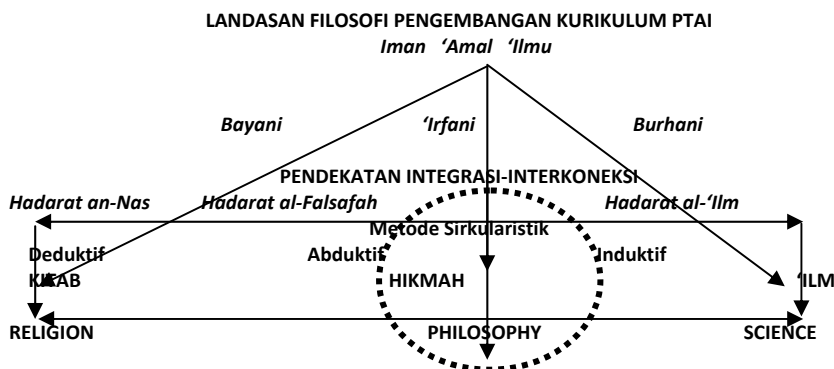 LANDASAN FILOSOFI PENGEMBANGAN KURIKULUM PTAI
Iman ‘Amal ‘Ilmu
Bayani ‘Irfani Burhani
PENDEKATAN INTEGRASI-INTERKONEKSI
Hadarat an-Nas Hadarat al-Falsafah Hadarat al-‘Ilm
Metode Sirkularistik
Deduktif Abduktif Induktif
KITAB HIKMAH ‘ILM
RELIGION PHILOSOPHY SCIENCE